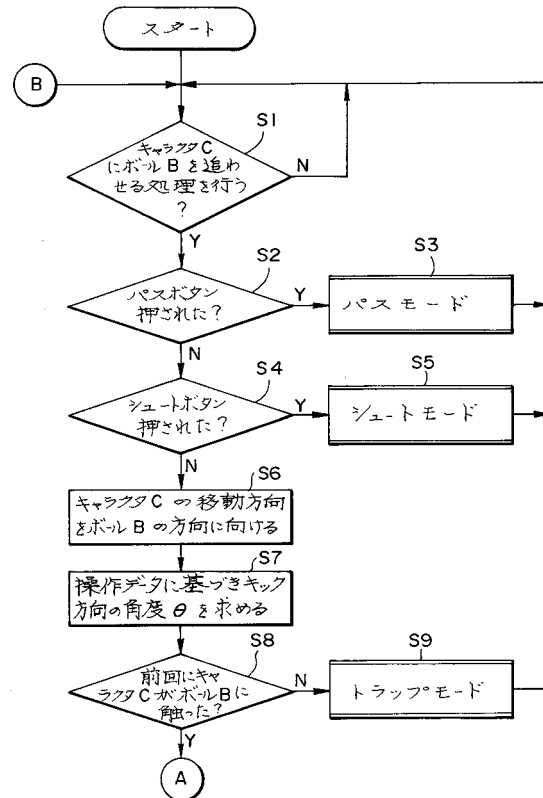 スタート
B
S1
キャラクタC
にボールBを追わ
せる処理を行う
?
N
Y
S2
パスボタン
押された?
Y
N
S3
パスモード
S4
シュートボタン
押された?
Y
N
S5
シュートモード
S6
キャラクタCの移動方向
をボールBの方向に向ける
S7
操作データに基づきキック
方向の角度θを求める
S8
前回にキャ
ラクタCがボールBに
触った?
N
Y
S9
トラップモード
A